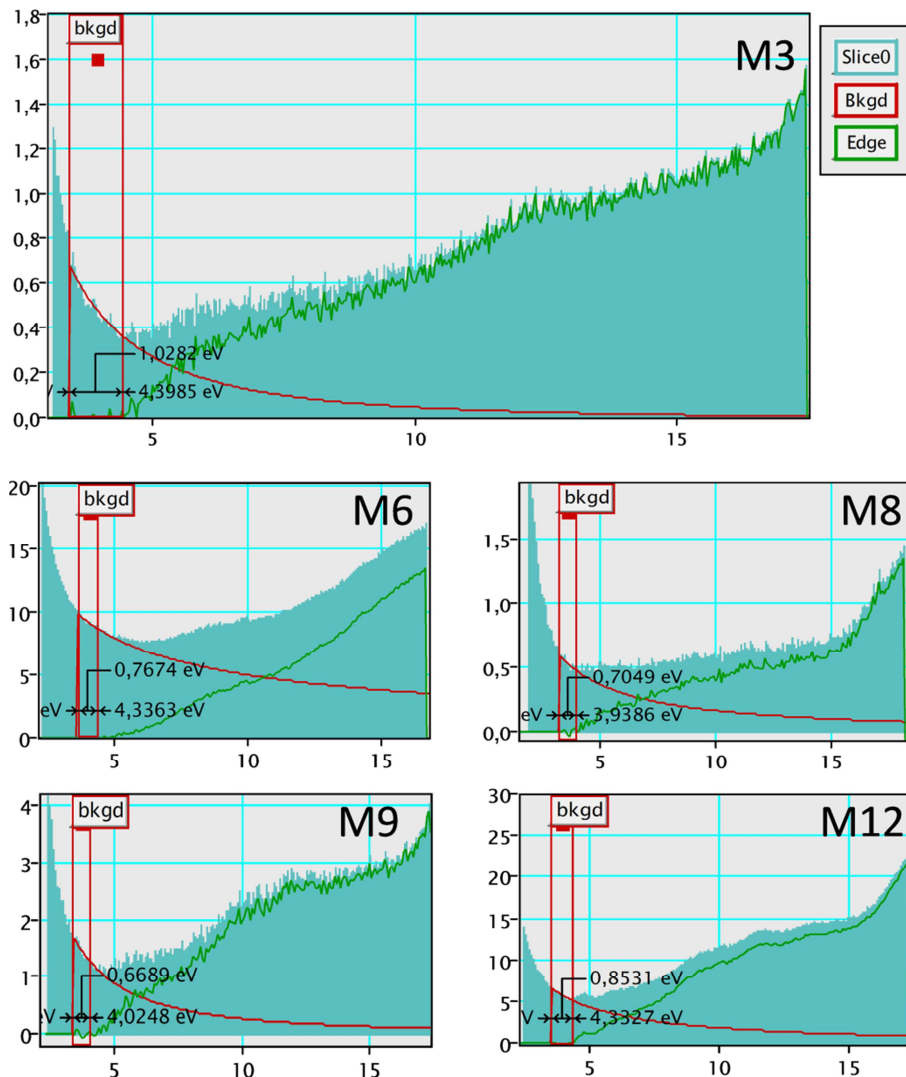 1,8
bkgd
M3
Slice0
Bkgd
Edge
1,6
1,4
1,2
1,0
0,8
0,6
0,4
1,0282 eV
0,2
V
4,3985 eV
0,0
5
10
15
20
bkgd
M6
15
10
0,7674 eV
5
eV
4,3363 eV
0
5
10
15
bkgd
M8
1,5
1,0
0,5
0,7049 eV
eV
3,9386 eV
0,0
5
10
15
4
bkgd
M9
3
2
1
0,6689 eV
eV
4,0248 eV
0
5
10
15
30
bkgd
M12
25
20
15
10
0,8531 eV
5
V
4,3327 eV
0
5
10
15